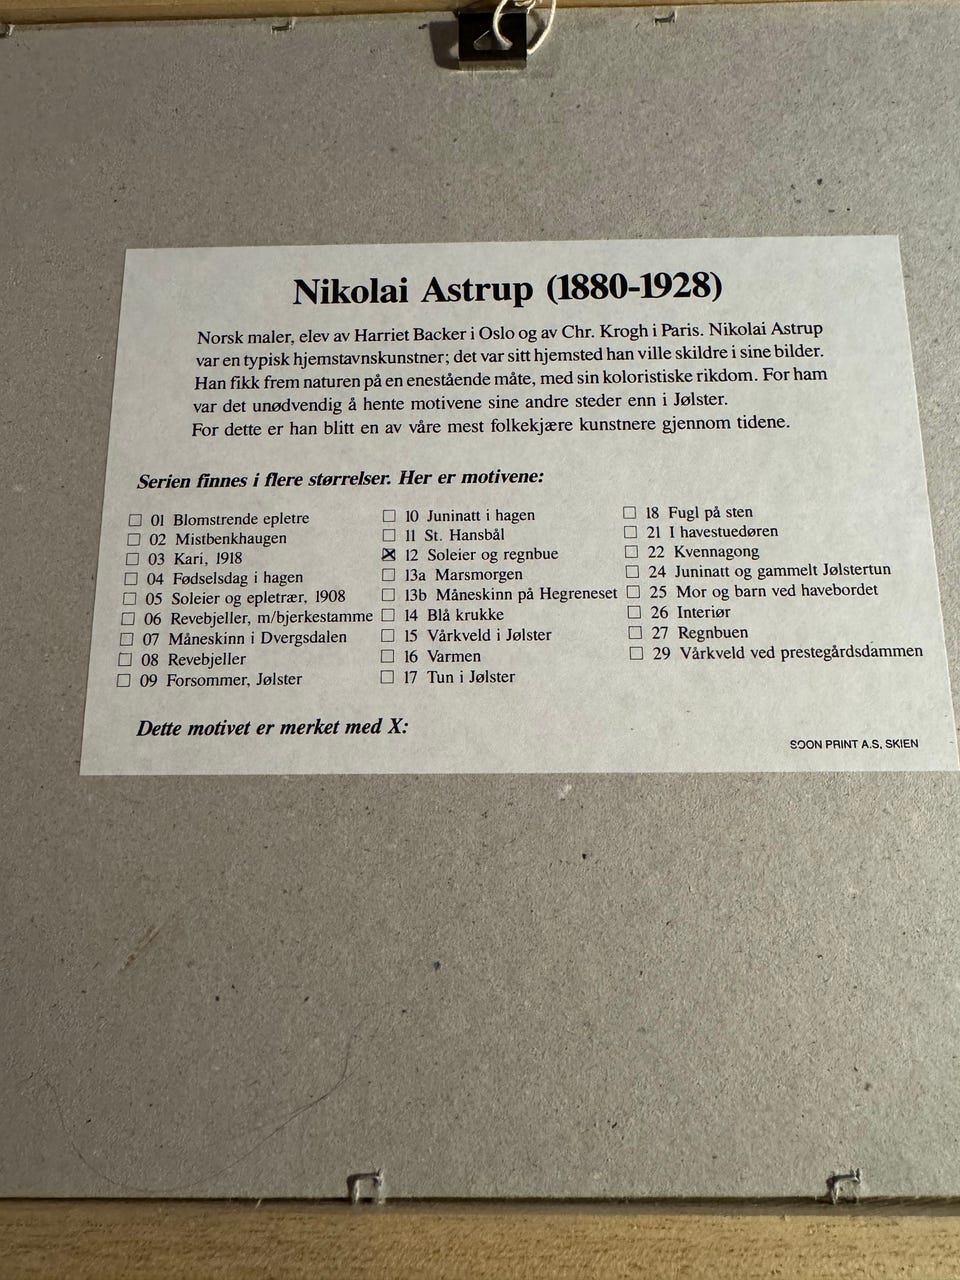 Nikolai Astrup (1880-1928)
Norsk maler, elev av Harriet Backer i Oslo og av Chr. Krogh i Paris. Nikolai Astrup
var en typisk hjemstavnskunstner; det var sitt hjemsted han ville skildre i sine bilder.
Han fikk frem naturen på en enestående måte, med sin koloristiske rikdom. For ham
var det unødvendig å hente motivene sine andre steder enn i Jølster.
For dette er han blitt en av våre mest folkekjære kunstnere gjennom tidene.
Serien finnes i flere størrelser. Her er motivene:
☐ 01 Blomstrende epletre
☐ 02 Mistbenkhaugen
☐ 03 Kari, 1918
☐ 04 Fødselsdag i hagen
☐ 05 Soleier og epletrær, 1908
☐ 06 Revebjeller, m/bjerkestamme
☐ 07 Måneskinn i Dvergsdalen
☐ 08 Revebjeller
☐ 09 Forsommer, Jølster
☐ 10 Juninatt i hagen
☐ 11 St. Hansbål
☒ 12 Soleier og regnbue
☐ 13a Marsmorgen
☐ 13b Måneskinn på Hegreneset
☐ 14 Blå krukke
☐ 15 Vårkveld i Jølster
☐ 16 Varmen
☐ 17 Tun i Jølster
☐ 18 Fugl på sten
☐ 21 I havestuedøren
☐ 22 Kvennagong
☐ 24 Juninatt og gammelt Jølstertun
☐ 25 Mor og barn ved havebordet
☐ 26 Interiør
☐ 27 Regnbuen
☐ 29 Vårkveld ved prestegårdsdammen
Dette motivet er merket med X:
SOON PRINT A.S, SKIEN